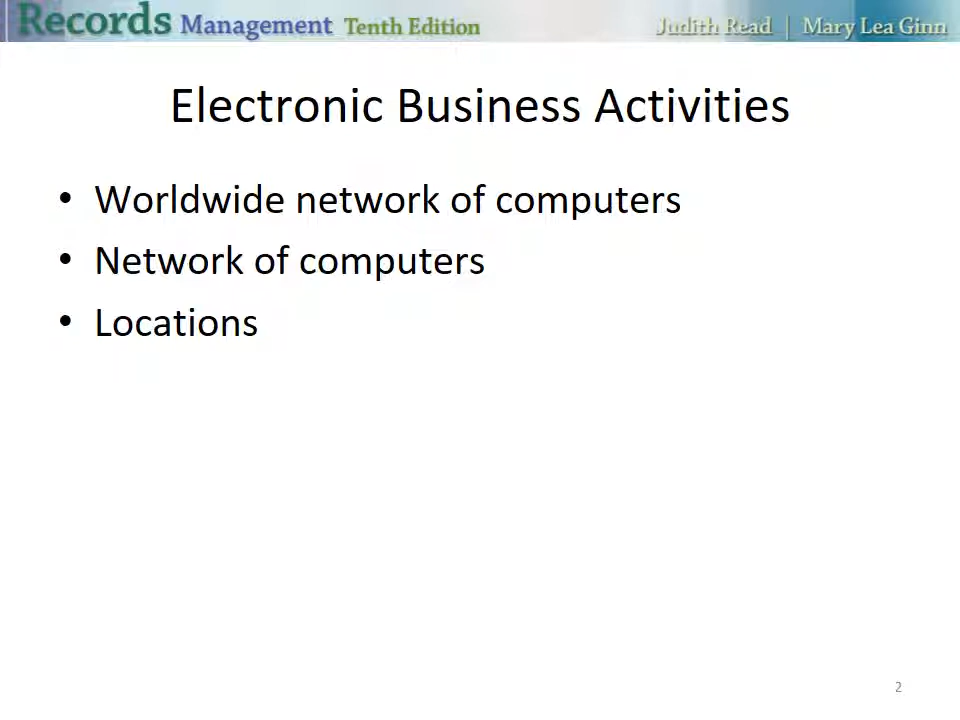 Records Management Tenth Edition Judith Read | Mary Lea Ginn
Electronic Business Activities
• Worldwide network of computers
• Network of computers
• Locations
2